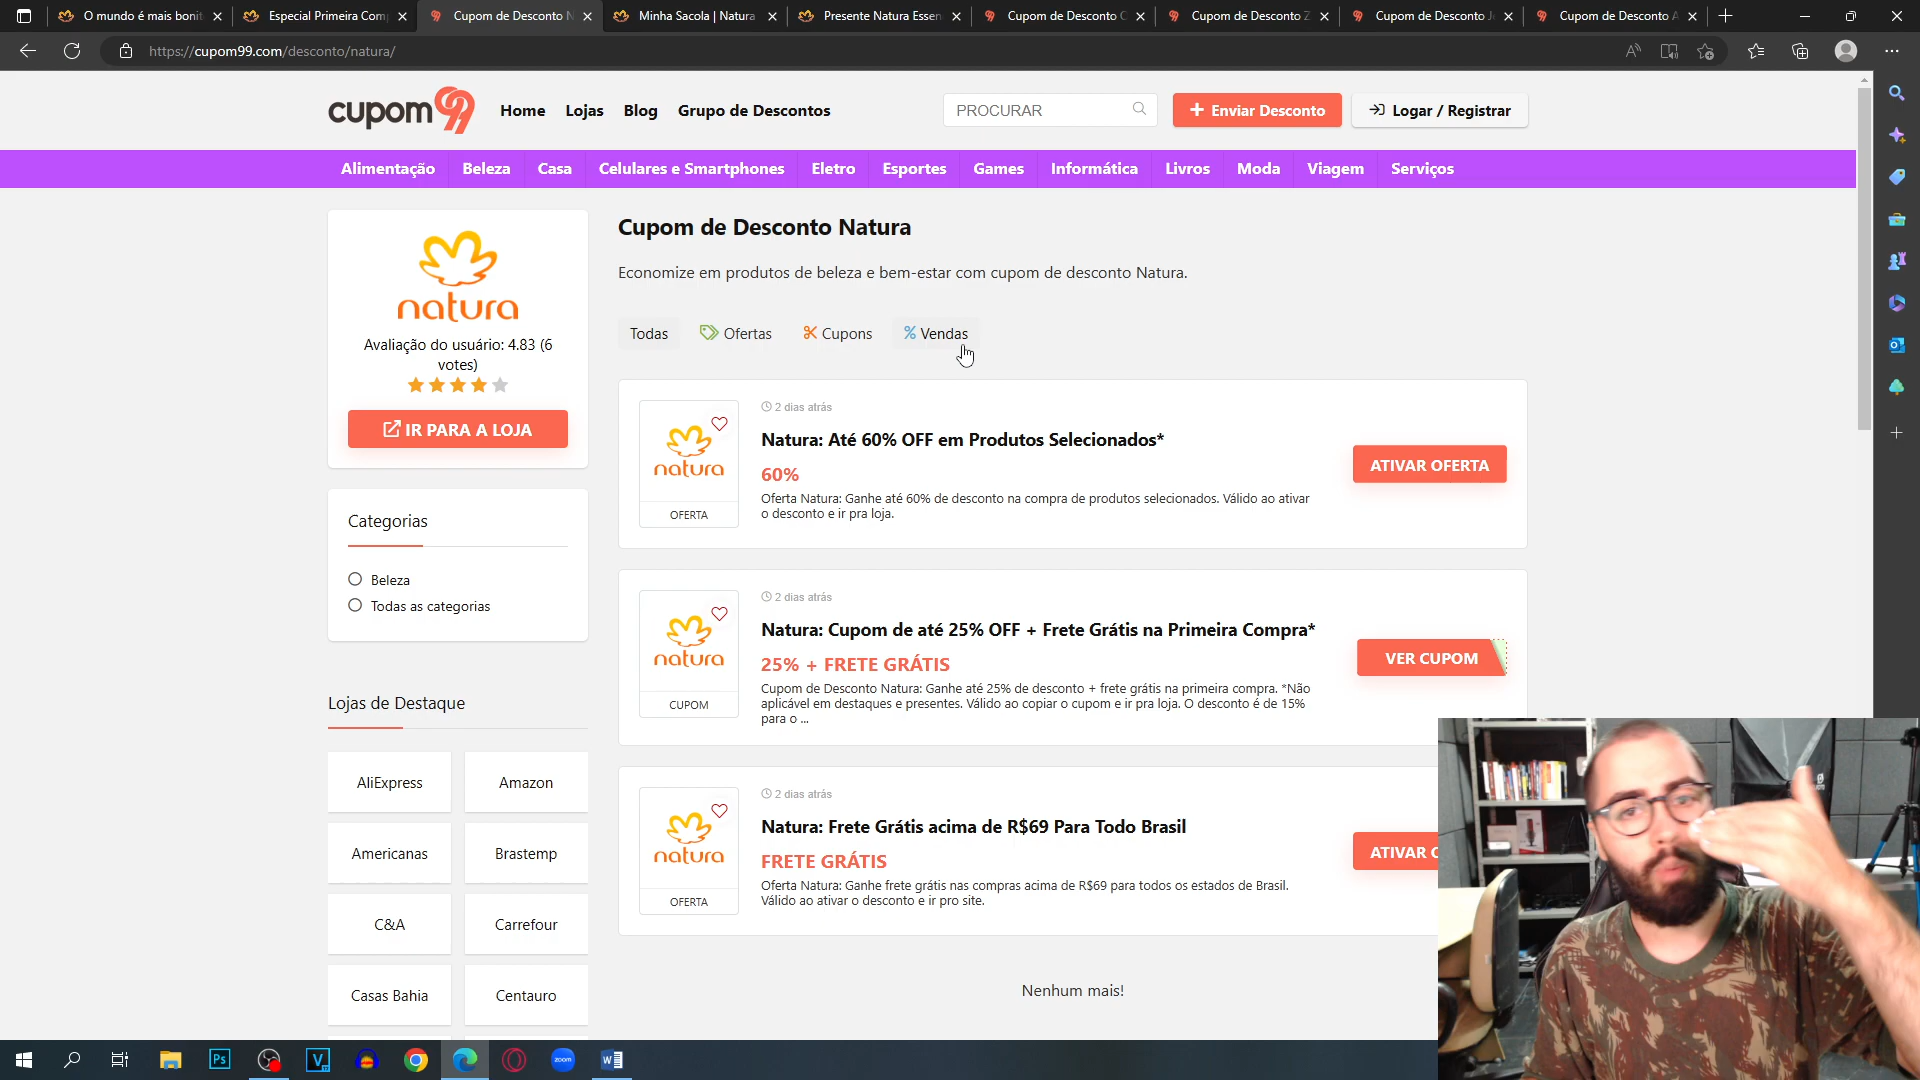 O mundo é mais boni
Especial Primeira Comp
Cupom de Desconto N
Minha Sacola | Natura
Presente Natura Essen
Cupom de Desconto C
Cupom de Desconto Z
Cupom de Desconto J
Cupom de Desconto A
https://cupom99.com/desconto/natura/
cupom99
Home
Lojas
Blog
Grupo de Descontos
PROCURAR
Enviar Desconto
Logar / Registrar
Alimentação
Beleza
Casa
Celulares e Smartphones
Eletro
Esportes
Games
Informática
Livros
Moda
Viagem
Serviços
natura
Avaliação do usuário: 4.83 (6
votes)
IR PARA A LOJA
Categorias
Beleza
Todas as categorias
Lojas de Destaque
AliExpress
Amazon
Americanas
Brastemp
C&A
Carrefour
Casas Bahia
Centauro
Cupom de Desconto Natura
Economize em produtos de beleza e bem-estar com cupom de desconto Natura.
Todas
Ofertas
Cupons
Vendas
natura
OFERTA
2 dias atrás
Natura: Até 60% OFF em Produtos Selecionados*
60%
Oferta Natura: Ganhe até 60% de desconto na compra de produtos selecionados. Válido ao ativar
o desconto e ir pra loja.
ATIVAR OFERTA
natura
CUPOM
2 dias atrás
Natura: Cupom de até 25% OFF + Frete Grátis na Primeira Compra*
25% + FRETE GRÁTIS
Cupom de Desconto Natura: Ganhe até 25% de desconto + frete grátis na primeira compra. *Não
aplicável em destaques e presentes. Válido ao copiar o cupom e ir pra loja. O desconto é de 15%
para o ...
VER CUPOM
natura
OFERTA
2 dias atrás
Natura: Frete Grátis acima de R$69 Para Todo Brasil
FRETE GRÁTIS
Oferta Natura: Ganhe frete grátis nas compras acima de R$69 para todos os estados de Brasil.
Válido ao ativar o desconto e ir pro site.
ATIVAR
Nenhum mais!
Ps
V
zoom
W